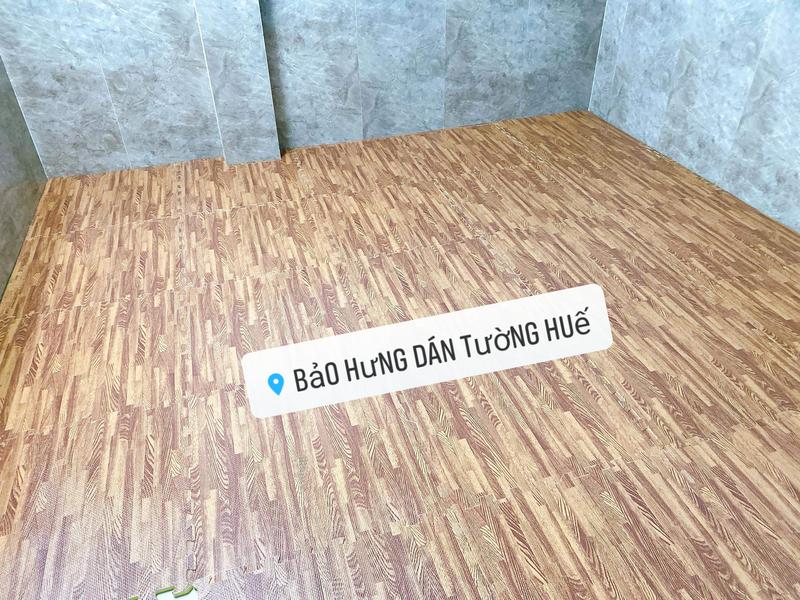 BảO HưNG DÁN TườNG HUế